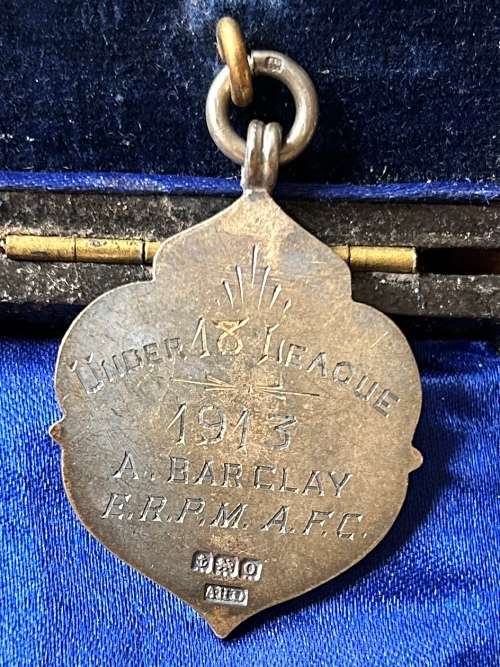 UNDER 18 LEAGUE
1913
A. BARCLAY
E.R.P.M. A.F.C.